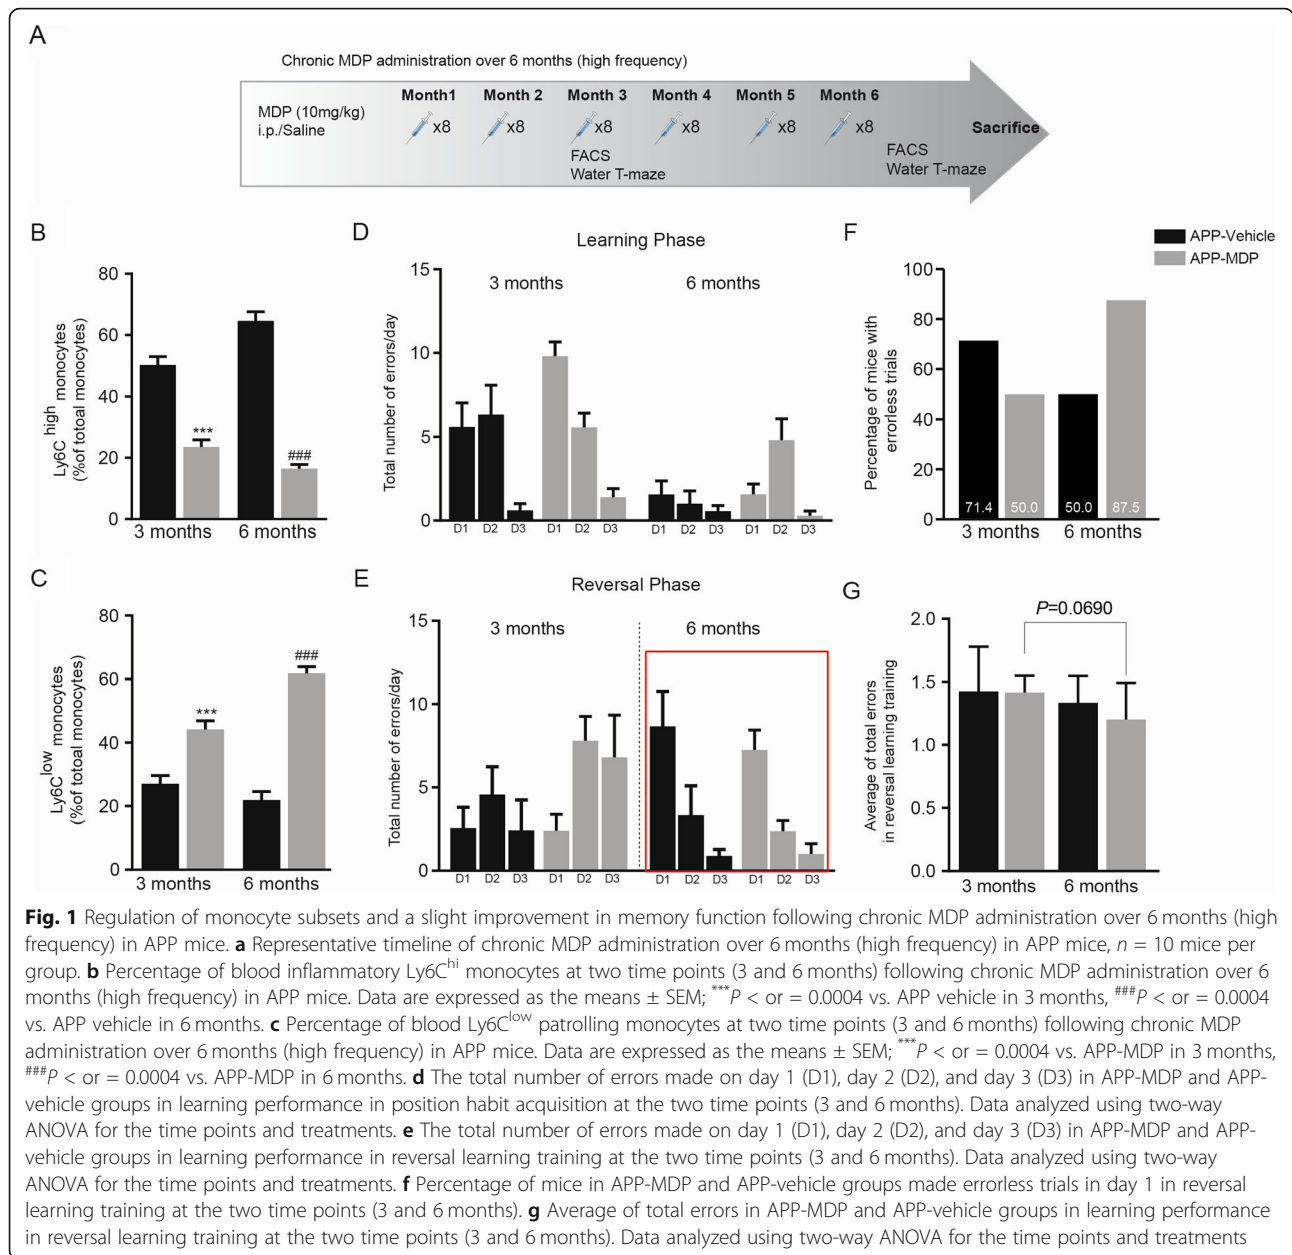 A
Chronic MDP administration over 6 months (high frequency)
MDP (10mg/kg)
i.p./Saline
Month1
Month 2
Month 3
Month 4
Month 5
Month 6
x8
x8
x8
x8
x8
x8
FACS
Water T-maze
FACS
Water T-maze
Sacrifice
B
Ly6C high monocytes
(%of totoal monocytes)
80
60
40
20
0
***
###
3 months
6 months
C
Ly6C low monocytes
(%of totoal monocytes)
80
60
40
20
0
***
###
3 months
6 months
D
Learning Phase
3 months
6 months
Total number of errors/day
15
10
5
0
D1 D2 D3 D1 D2 D3 D1 D2 D3 D1 D2 D3
E
Reversal Phase
3 months
6 months
Total number of errors/day
15
10
5
0
D1 D2 D3 D1 D2 D3 D1 D2 D3 D1 D2 D3
F
APP-Vehicle
APP-MDP
Percentage of mice with
errorless trials
100
80
60
40
20
0
71.4 50.0 50.0 87.5
3 months
6 months
G
P=0.0690
Average of total errors
in reversal learning training
2.0
1.5
1.0
0.5
0.0
3 months
6 months
Fig. 1 Regulation of monocyte subsets and a slight improvement in memory function following chronic MDP administration over 6 months (high
frequency) in APP mice. a Representative timeline of chronic MDP administration over 6 months (high frequency) in APP mice, n = 10 mice per
group. b Percentage of blood inflammatory Ly6Chi monocytes at two time points (3 and 6 months) following chronic MDP administration over 6
months (high frequency) in APP mice. Data are expressed as the means ± SEM; ***P < or = 0.0004 vs. APP vehicle in 3 months, ###P < or = 0.0004
vs. APP vehicle in 6 months. c Percentage of blood Ly6Clow patrolling monocytes at two time points (3 and 6 months) following chronic MDP
administration over 6 months (high frequency) in APP mice. Data are expressed as the means ± SEM; ***P < or = 0.0004 vs. APP-MDP in 3 months,
###P < or = 0.0004 vs. APP-MDP in 6 months. d The total number of errors made on day 1 (D1), day 2 (D2), and day 3 (D3) in APP-MDP and APP-
vehicle groups in learning performance in position habit acquisition at the two time points (3 and 6 months). Data analyzed using two-way
ANOVA for the time points and treatments. e The total number of errors made on day 1 (D1), day 2 (D2), and day 3 (D3) in APP-MDP and APP-
vehicle groups in learning performance in reversal learning training at the two time points (3 and 6 months). Data analyzed using two-way
ANOVA for the time points and treatments. f Percentage of mice in APP-MDP and APP-vehicle groups made errorless trials in day 1 in reversal
learning training at the two time points (3 and 6 months). g Average of total errors in APP-MDP and APP-vehicle groups in learning performance
in reversal learning training at the two time points (3 and 6 months). Data analyzed using two-way ANOVA for the time points and treatments